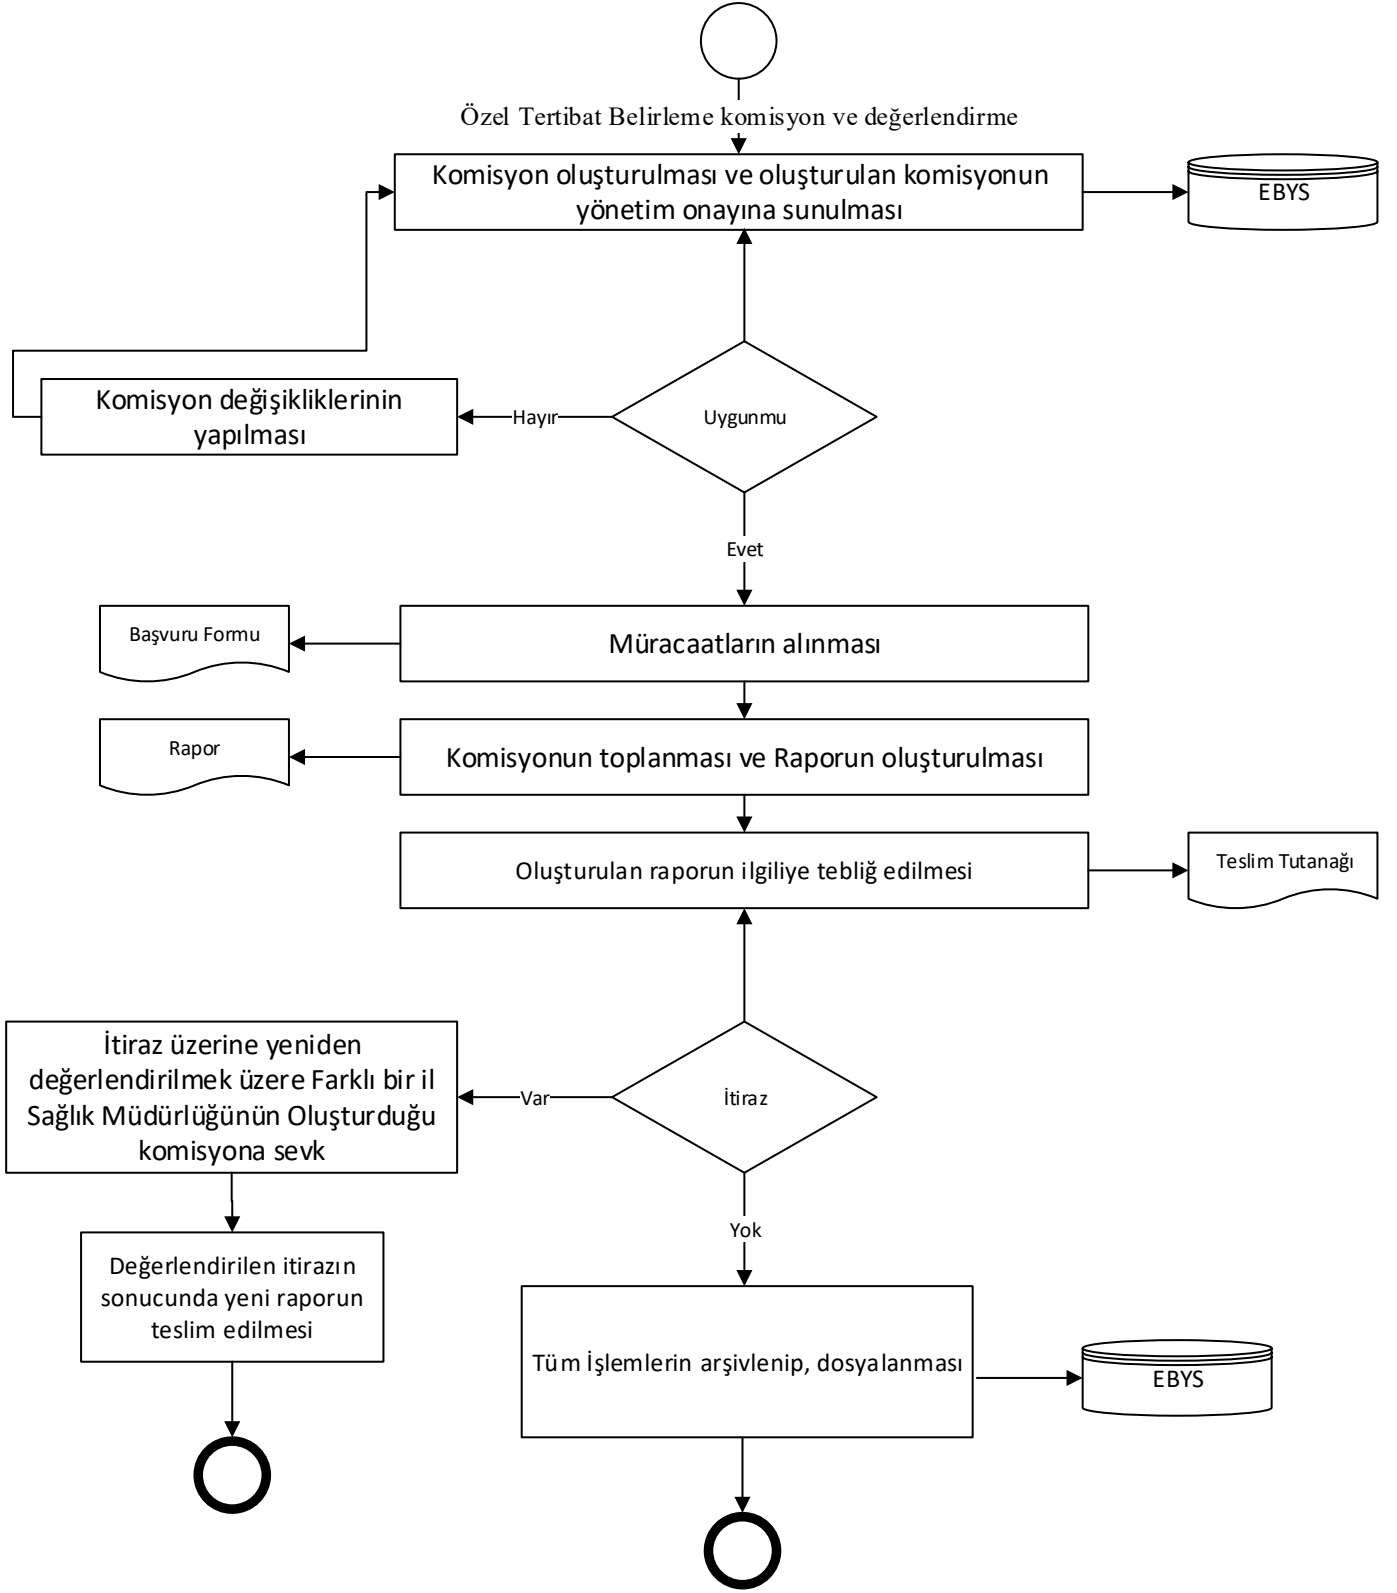 Özel Tertibat Belirleme komisyon ve değerlendirme
Komisyon oluşturulması ve oluşturulan komisyonun
yönetim onayına sunulması
EBYS
Komisyon değişikliklerinin
yapılması
Hayır
Uygunmu
Evet
Başvuru Formu
Müracaatların alınması
Rapor
Komisyonun toplanması ve Raporun oluşturulması
Oluşturulan raporun ilgiliye tebliğ edilmesi
Teslim Tutanağı
İtiraz üzerine yeniden
değerlendirilmek üzere Farklı bir il
Sağlık Müdürlüğünün Oluşturduğu
komisyona sevk
Var
İtiraz
Yok
Değerlendirilen itirazın
sonucunda yeni raporun
teslim edilmesi
Tüm İşlemlerin arşivlenip, dosyalanması
EBYS